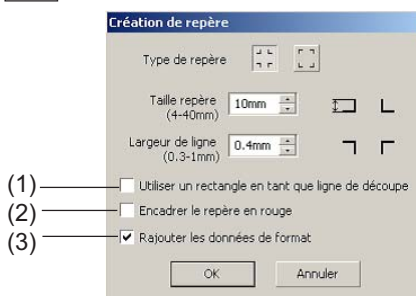 Création de repère
Type de repère
Taille repère 10mm
(4-40mm)
Largeur de ligne 0.4mm
(0.3-1mm)
(1) Utiliser un rectangle en tant que ligne de découpe
(2) Encadrer le repère en rouge
(3) Rajouter les données de format
OK Annuler